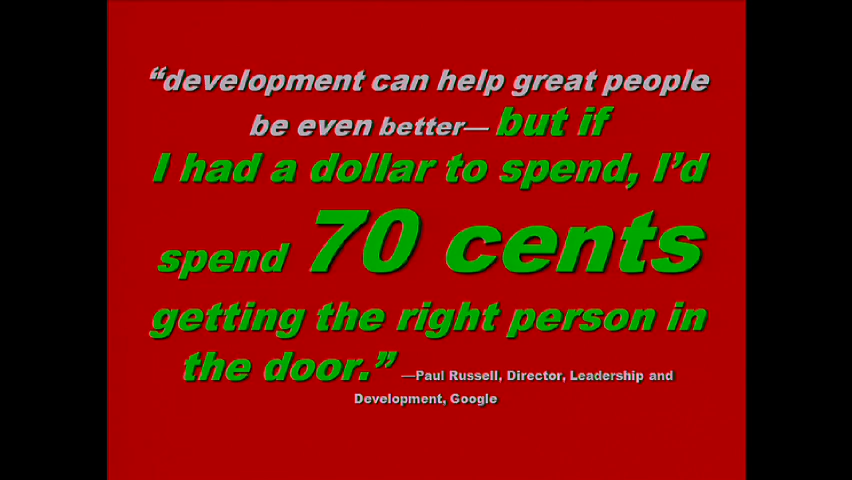 “development can help great people
be even better— but if
I had a dollar to spend, I’d
spend 70 cents
getting the right person in
the door.” —Paul Russell, Director, Leadership and
Development, Google